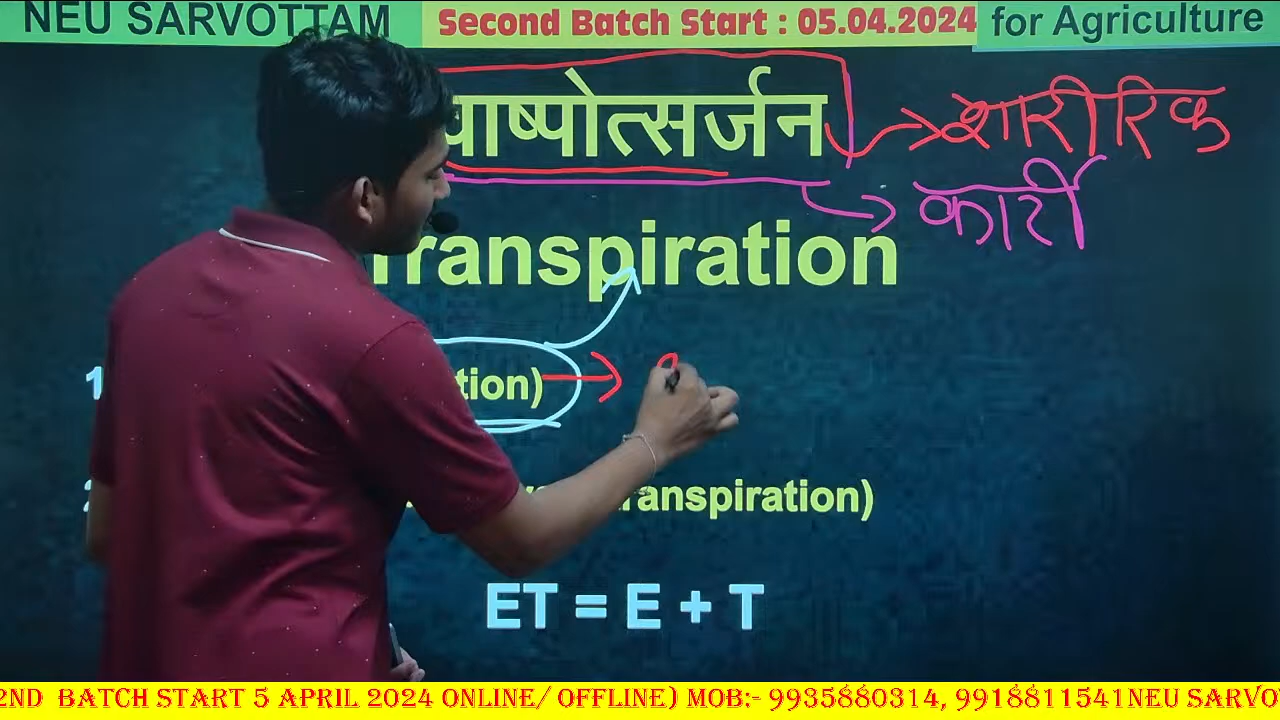 NEU SARVOTTAM Second Batch Start : 05.04.2024 for Agriculture
वाष्पोत्सर्जन शारीरिक
कार्य
Transpiration
1 tion)
ranspiration)
ET = E + T
2ND BATCH START 5 APRIL 2024 ONLINE/ OFFLINE) MOB:- 9935880314, 9918811541NEU SARVO